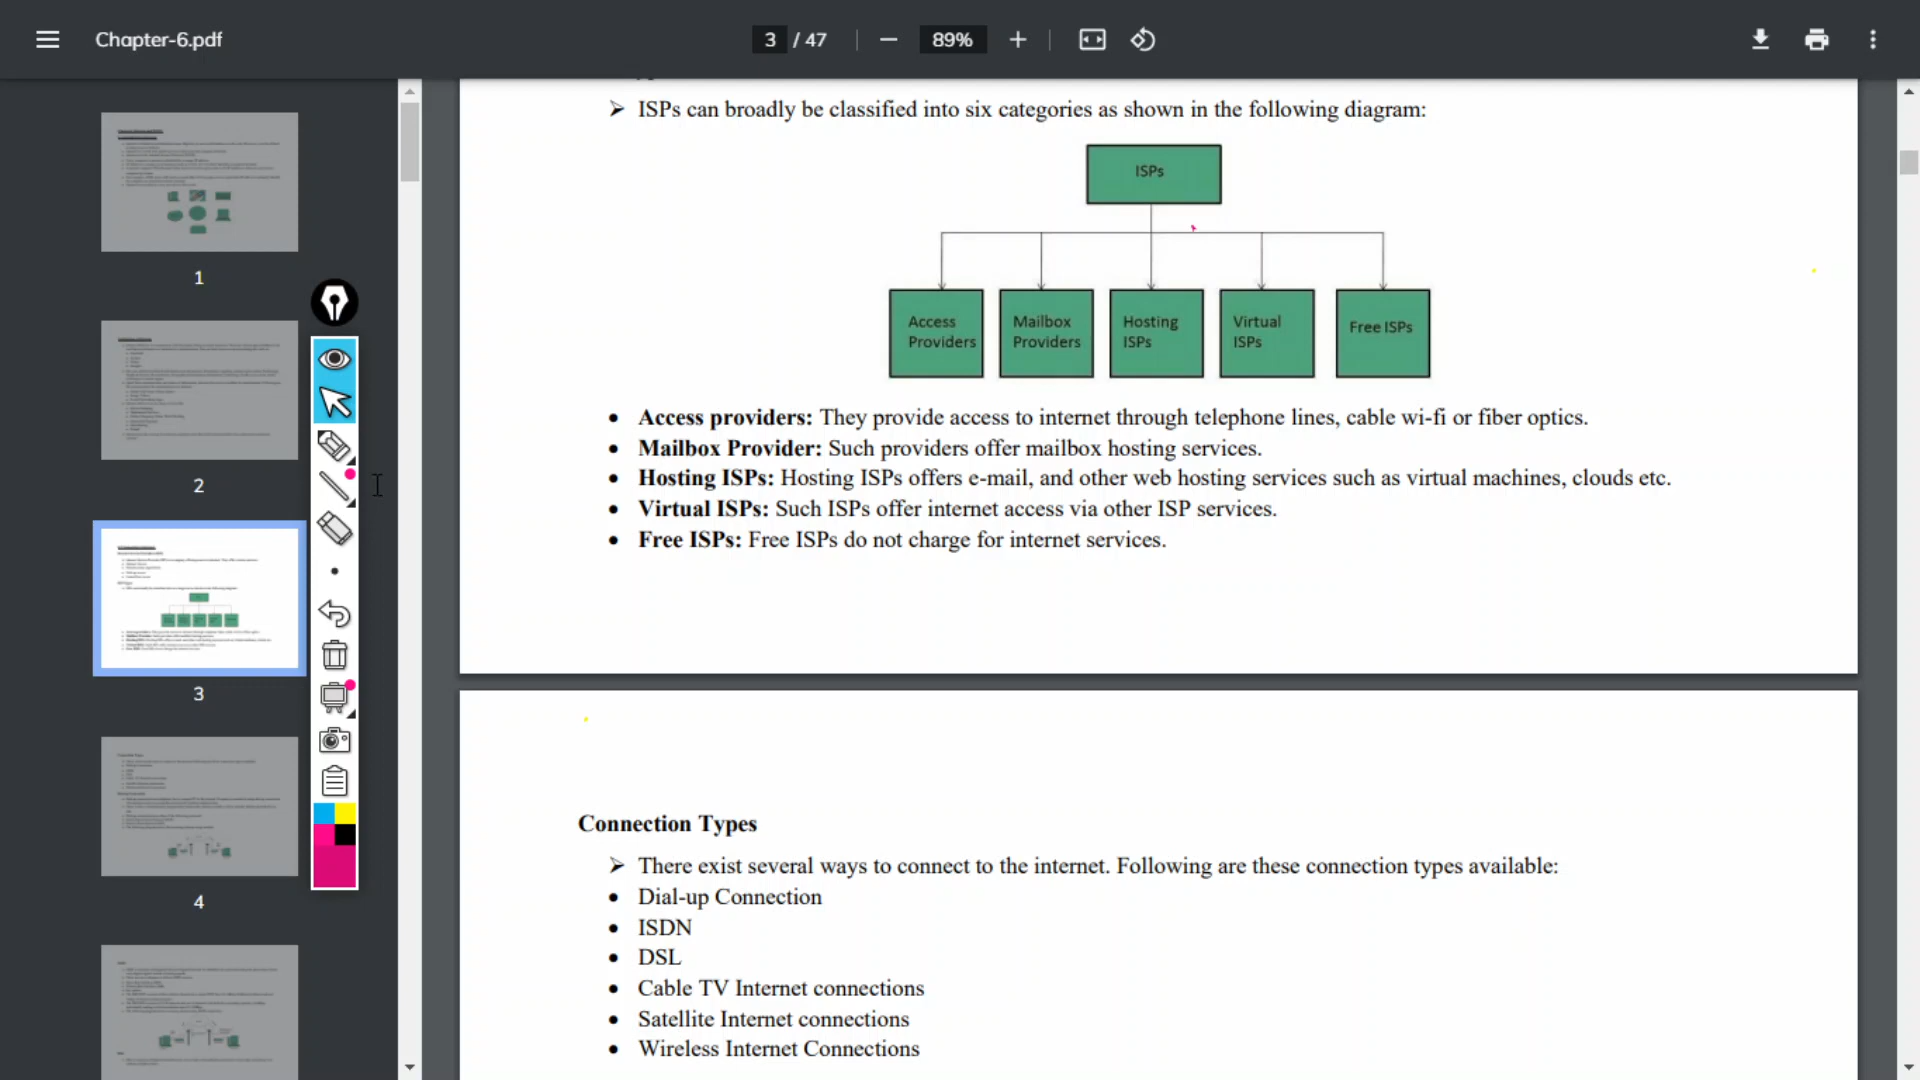 Chapter-6.pdf
3 / 47
89%
ISPs can broadly be classified into six categories as shown in the following diagram:
ISPs
Access Providers
Mailbox Providers
Hosting ISPs
Virtual ISPs
Free ISPs
Access providers: They provide access to internet through telephone lines, cable wi-fi or fiber optics.
Mailbox Provider: Such providers offer mailbox hosting services.
Hosting ISPs: Hosting ISPs offers e-mail, and other web hosting services such as virtual machines, clouds etc.
Virtual ISPs: Such ISPs offer internet access via other ISP services.
Free ISPs: Free ISPs do not charge for internet services.
Connection Types
There exist several ways to connect to the internet. Following are these connection types available:
Dial-up Connection
ISDN
DSL
Cable TV Internet connections
Satellite Internet connections
Wireless Internet Connections
1
2
3
4